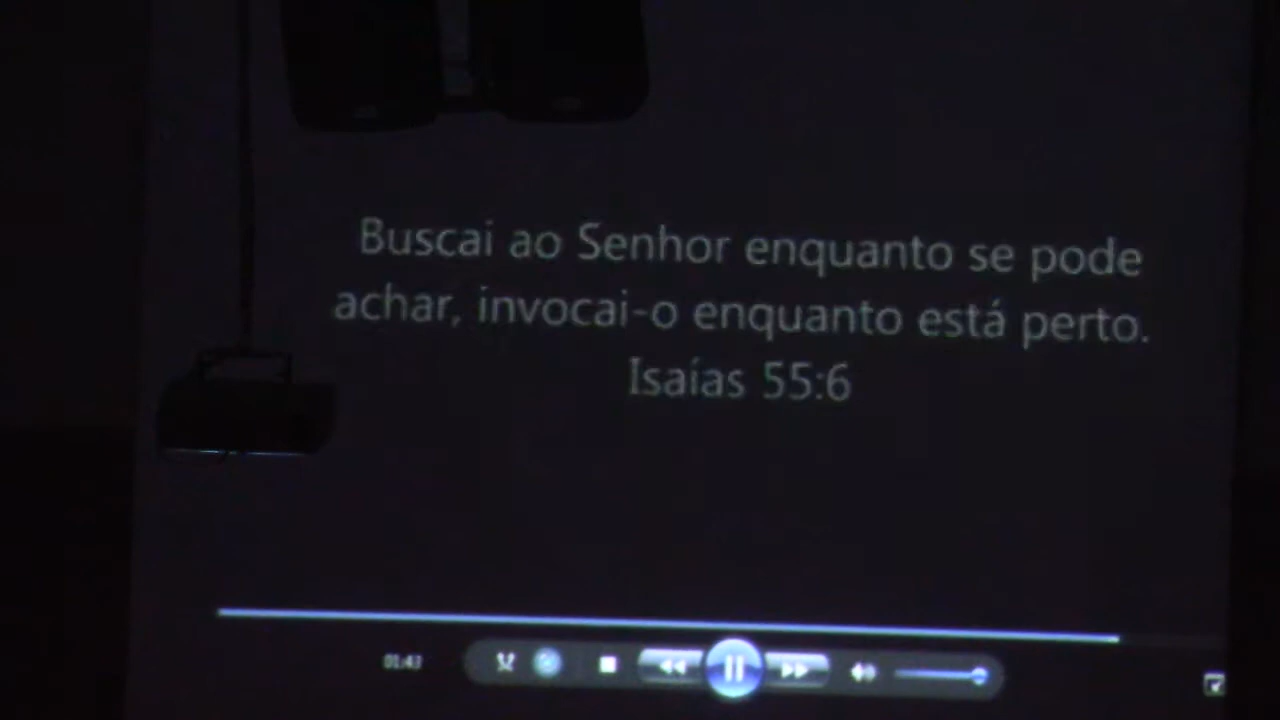 Buscai ao Senhor enquanto se pode
achar, invocai-o enquanto está perto.
Isaías 55:6
01:43